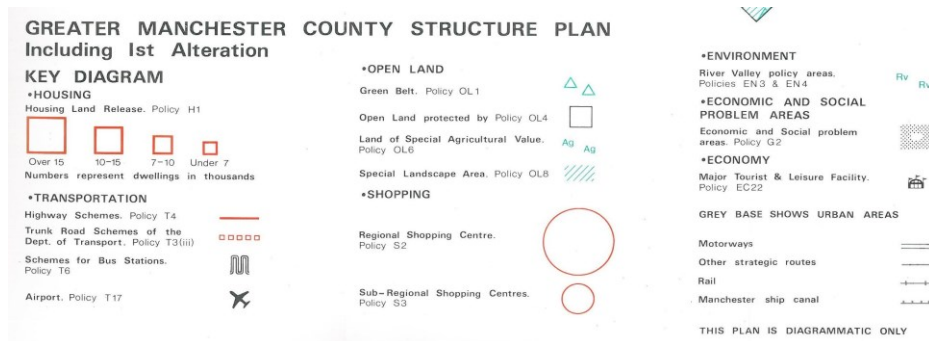 GREATER MANCHESTER COUNTY STRUCTURE PLAN
Including Ist Alteration
KEY DIAGRAM
•HOUSING
Housing Land Release. Policy H1
Over 15 10-15 7-10 Under 7
Numbers represent dwellings in thousands
•TRANSPORTATION
Highway Schemes. Policy T4
Trunk Road Schemes of the
Dept. of Transport. Policy T3(iii)
Schemes for Bus Stations.
Policy T6
Airport. Policy T17
•OPEN LAND
Green Belt. Policy OL1
Open Land protected by Policy OL4
Land of Special Agricultural Value.
Policy OL6
Ag Ag
Special Landscape Area. Policy OL8
•SHOPPING
Regional Shopping Centre.
Policy S2
Sub-Regional Shopping Centres.
Policy S3
•ENVIRONMENT
River Valley policy areas.
Policies EN3 & EN4
Rv Rv
•ECONOMIC AND SOCIAL
PROBLEM AREAS
Economic and Social problem
areas. Policy G2
•ECONOMY
Major Tourist & Leisure Facility.
Policy EC22
GREY BASE SHOWS URBAN AREAS
Motorways
Other strategic routes
Rail
Manchester ship canal
THIS PLAN IS DIAGRAMMATIC ONLY